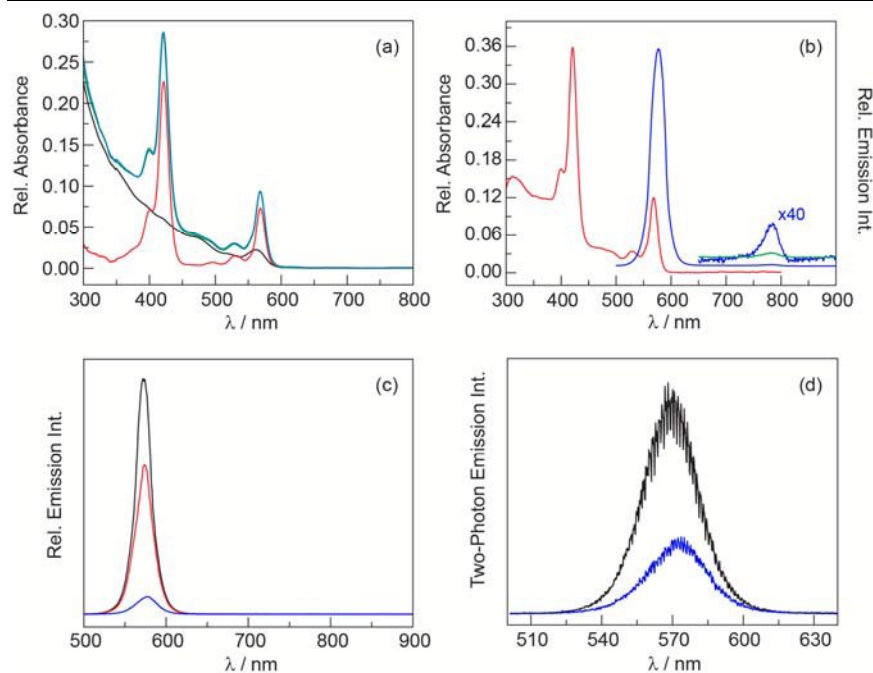 (a)
Rel. Absorbance
0.30
0.25
0.20
0.15
0.10
0.05
0.00
300 400 500 600 700 800
λ / nm
(b)
Rel. Absorbance
0.36
0.30
0.24
0.18
0.12
0.06
0.00
x40
Rel. Emission Int.
300 400 500 600 700 800 900
λ / nm
(c)
Rel. Emission Int.
500 600 700 800 900
λ / nm
(d)
Two-Photon Emission Int.
510 540 570 600 630
λ / nm